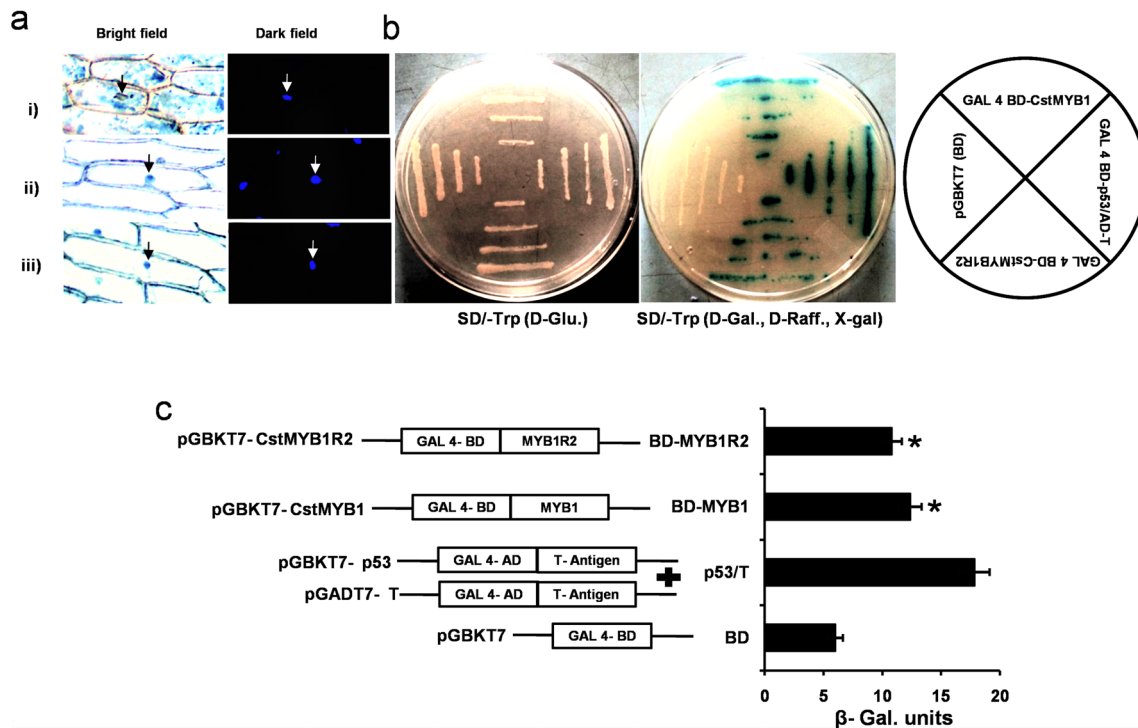 a
Bright field
Dark field
i)
ii)
iii)
b
SD/-Trp (D-Glu.)
SD/-Trp (D-Gal., D-Raff., X-gal)
GAL 4 BD-CstMYB1
GAL 4 BD-p53/AD-T
GAL 4 BD-CstMYB1R2
pGBKT7 (BD)
c
pGBKT7- CstMYB1R2
GAL 4- BD
MYB1R2
BD-MYB1R2
*
pGBKT7- CstMYB1
GAL 4- BD
MYB1
BD-MYB1
*
pGBKT7- p53
GAL 4- AD
T- Antigen
+
p53/T
pGADT7- T
GAL 4- AD
T- Antigen
pGBKT7
GAL 4- BD
BD
0 5 10 15 20
β- Gal. units